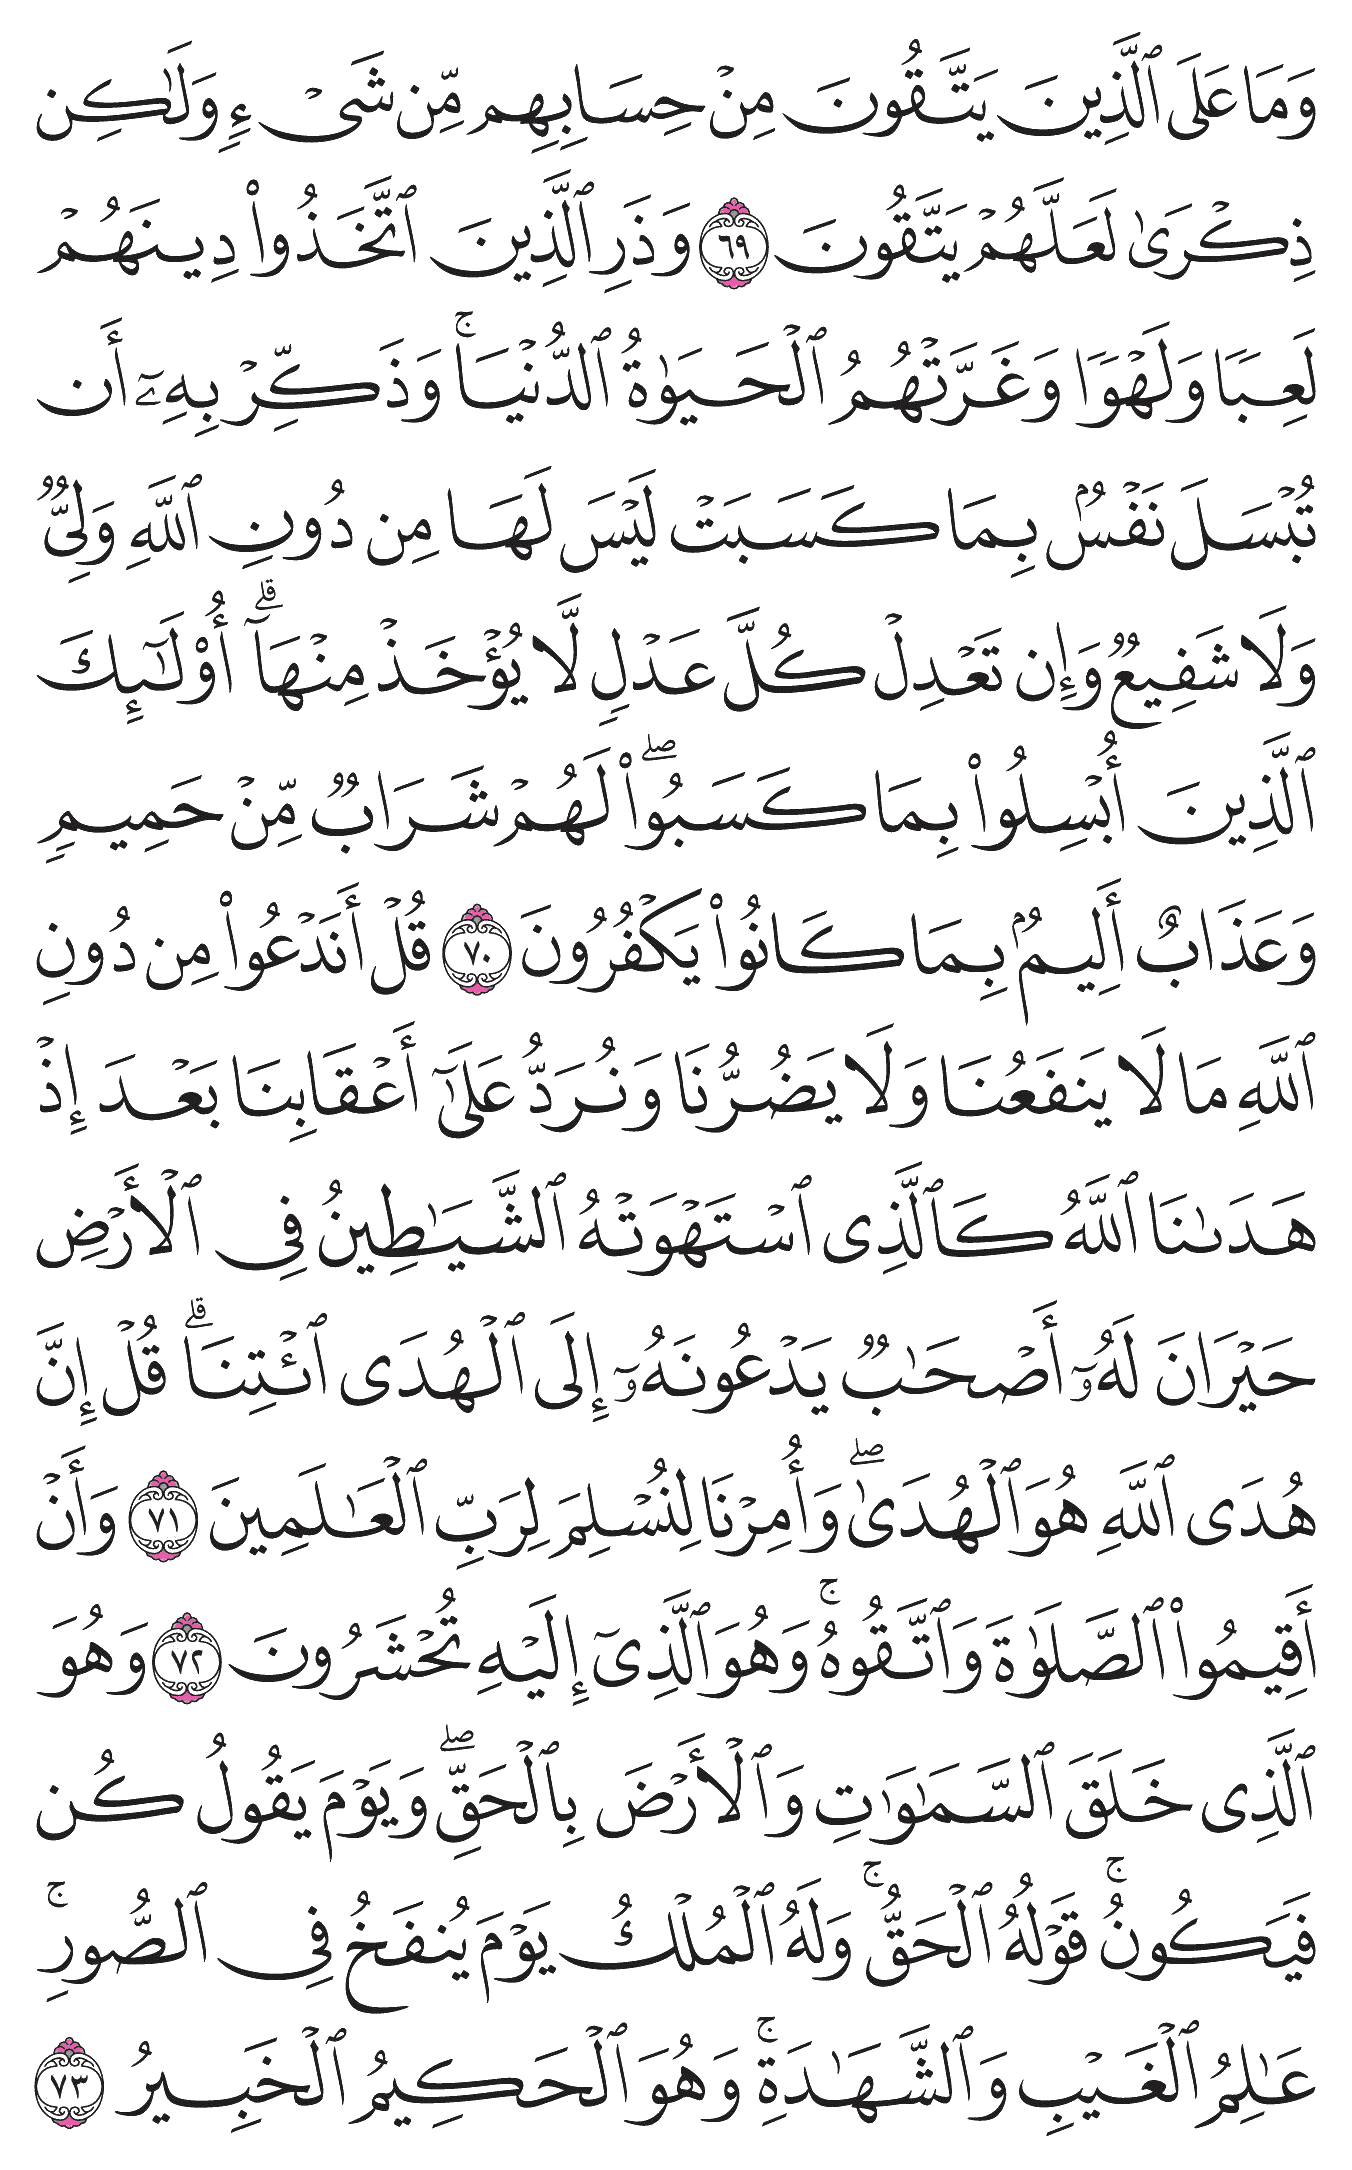 وَمَا عَلَى ٱلَّذِينَ يَتَّقُونَ مِنْ حِسَابِهِم مِّن شَىْءٍ وَلَٰكِن
ذِكْرَىٰ لَعَلَّهُمْ يَتَّقُونَ ٦٩ وَذَرِ ٱلَّذِينَ ٱتَّخَذُوا۟ دِينَهُمْ
لَعِبًا وَلَهْوًا وَغَرَّتْهُمُ ٱلْحَيَوٰةُ ٱلدُّنْيَا ۚ وَذَكِّرْ بِهِۦٓ أَن
تُبْسَلَ نَفْسٌۢ بِمَا كَسَبَتْ لَيْسَ لَهَا مِن دُونِ ٱللَّهِ وَلِىٌّ
وَلَا شَفِيعٌ وَإِن تَعْدِلْ كُلَّ عَدْلٍ لَّا يُؤْخَذْ مِنْهَآ ۗ أُو۟لَٰٓئِكَ
ٱلَّذِينَ أُبْسِلُوا۟ بِمَا كَسَبُوا۟ ۖ لَهُمْ شَرَابٌ مِّنْ حَمِيمٍ
وَعَذَابٌ أَلِيمٌۢ بِمَا كَانُوا۟ يَكْفُرُونَ ٧٠ قُلْ أَنَدْعُوا۟ مِن دُونِ
ٱللَّهِ مَا لَا يَنفَعُنَا وَلَا يَضُرُّنَا وَنُرَدُّ عَلَىٰٓ أَعْقَابِنَا بَعْدَ إِذْ
هَدَىٰنَا ٱللَّهُ كَٱلَّذِى ٱسْتَهْوَتْهُ ٱلشَّيَٰطِينُ فِى ٱلْأَرْضِ
حَيْرَانَ لَهُۥٓ أَصْحَٰبٌ يَدْعُونَهُۥٓ إِلَى ٱلْهُدَى ٱئْتِنَا ۗ قُلْ إِنَّ
هُدَى ٱللَّهِ هُوَ ٱلْهُدَىٰ ۖ وَأُمِرْنَا لِنُسْلِمَ لِرَبِّ ٱلْعَٰلَمِينَ ٧١ وَأَنْ
أَقِيمُوا۟ ٱلصَّلَوٰةَ وَٱتَّقُوهُ ۚ وَهُوَ ٱلَّذِىٓ إِلَيْهِ تُحْشَرُونَ ٧٢ وَهُوَ
ٱلَّذِى خَلَقَ ٱلسَّمَٰوَٰتِ وَٱلْأَرْضَ بِٱلْحَقِّ ۖ وَيَوْمَ يَقُولُ كُن
فَيَكُونُ ۚ قَوْلُهُ ٱلْحَقُّ ۚ وَلَهُ ٱلْمُلْكُ يَوْمَ يُنفَخُ فِى ٱلصُّورِ ۚ
عَٰلِمُ ٱلْغَيْبِ وَٱلشَّهَٰدَةِ ۚ وَهُوَ ٱلْحَكِيمُ ٱلْخَبِيرُ ٧٣